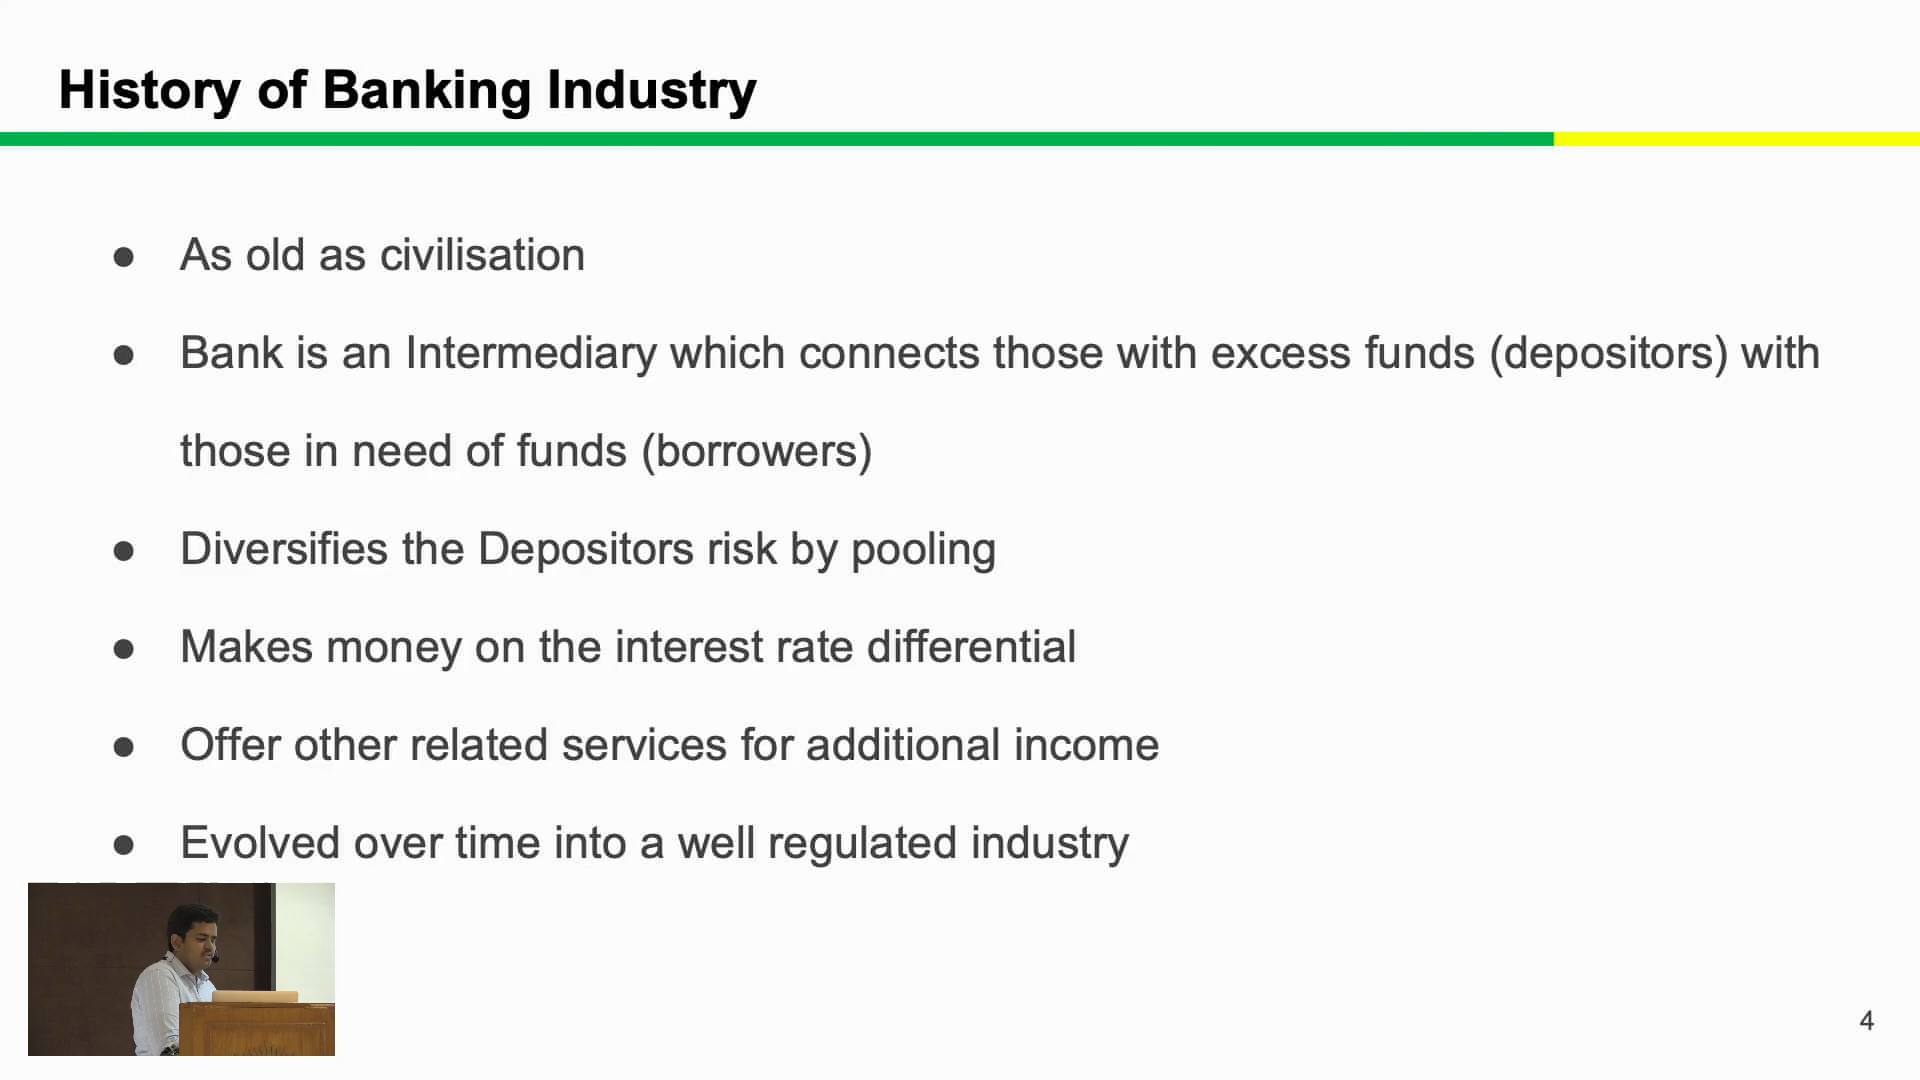 History of Banking Industry
● As old as civilisation
● Bank is an Intermediary which connects those with excess funds (depositors) with
those in need of funds (borrowers)
● Diversifies the Depositors risk by pooling
● Makes money on the interest rate differential
● Offer other related services for additional income
● Evolved over time into a well regulated industry
4